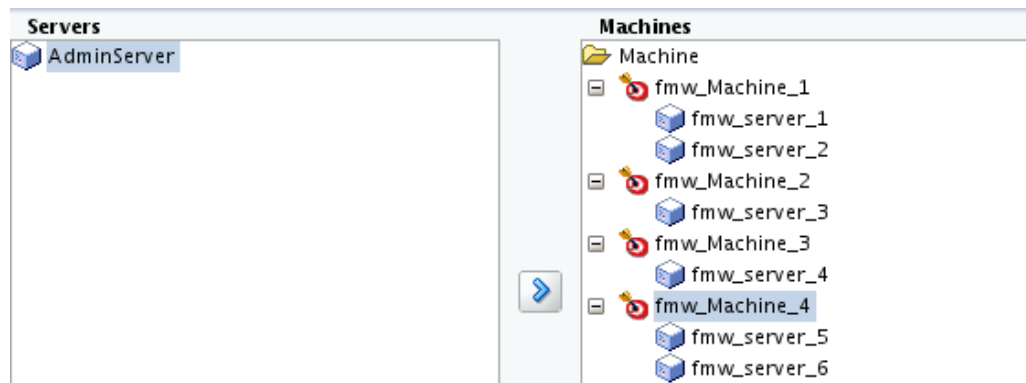 Servers
AdminServer
Machines
Machine
fmw_Machine_1
fmw_server_1
fmw_server_2
fmw_Machine_2
fmw_server_3
fmw_Machine_3
fmw_server_4
fmw_Machine_4
fmw_server_5
fmw_server_6